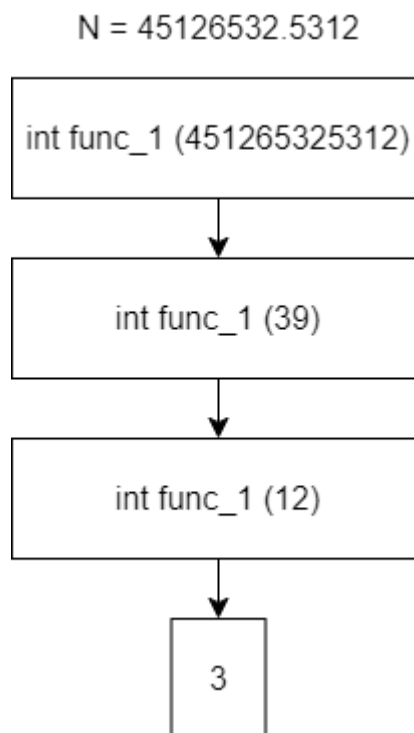 N = 45126532.5312
int func_1 (451265325312)
int func_1 (39)
int func_1 (12)
3